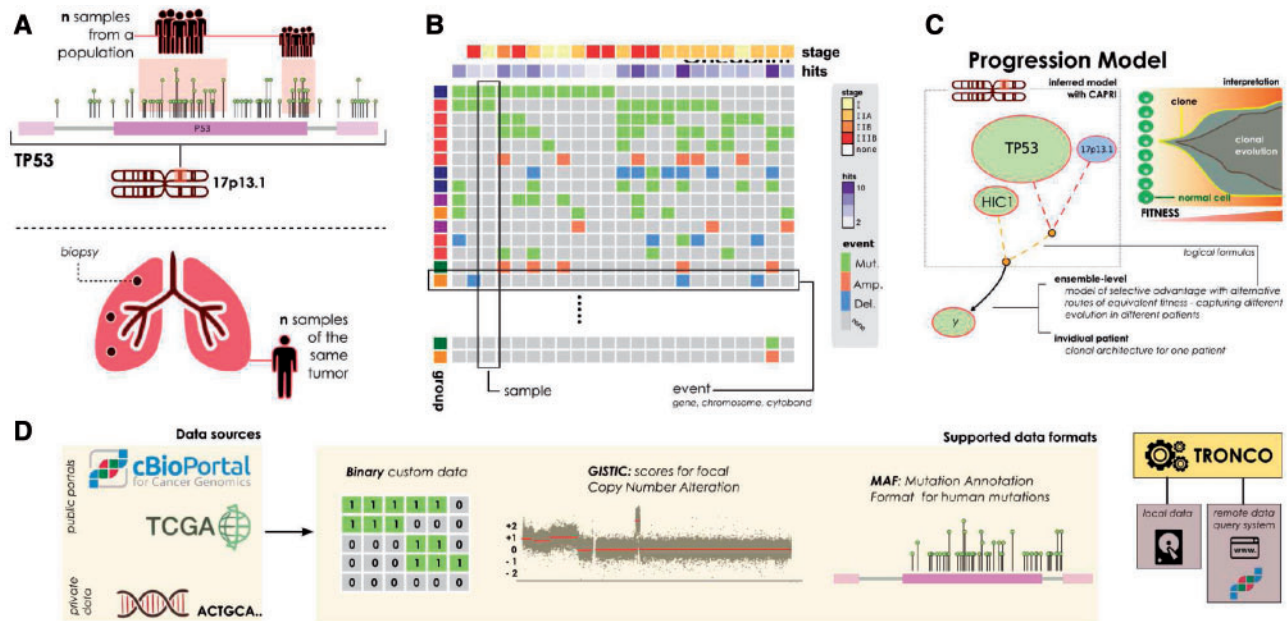 A
n samples
from a
population
P53
TP53
17p13.1
biopsy
n samples
of the
same
tumor
B
stage
hits
stage
I
IIA
IIB
IIIB
none
hits
10
2
event
Mut.
Amp.
Del.
none
group
sample
event
gene, chromosome, cytoband
C
Progression Model
inferred model
with CAPRI
interpretation
clone
TP53
17p13.1
clonal
evolution
HIC1
normal cell
FITNESS
logical formulas
ensemble-level
model of selective advantage with alternative
routes of equivalent fitness - capturing different
evolution in different patients
y
invidual patient
clonal architecture for one patient
D
Data sources
public portals
cBioPortal
for Cancer Genomics
TCGA
private
data
ACTGCA..
Supported data formats
Binary custom data
1 1 1 1 1 0
1 1 1 0 0 0
0 0 0 1 1 0
0 0 0 1 1 1
0 0 0 0 0 0
GISTIC: scores for focal
Copy Number Alteration
+2
+1
0
- 1
- 2
MAF: Mutation Annotation
Format for human mutations
TRONCO
local data
remote data
query system
www.